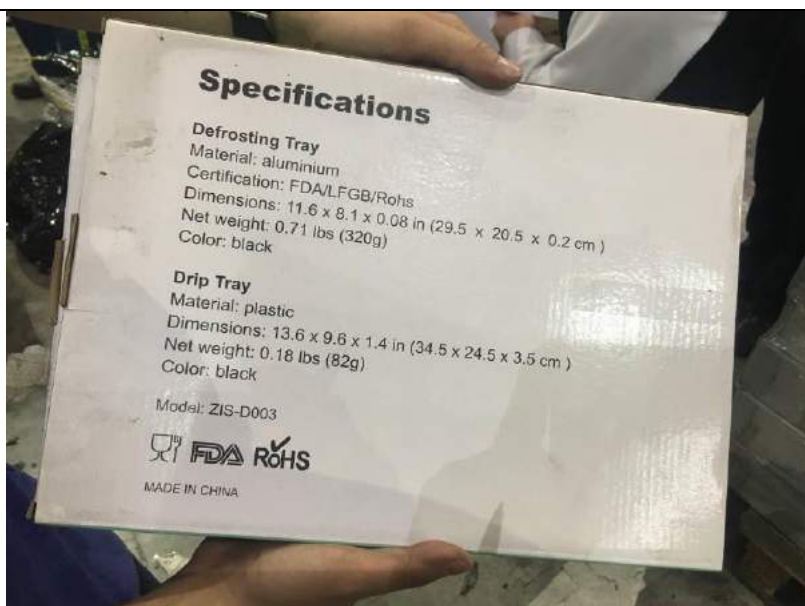 Specifications
Defrosting Tray
Material: aluminium
Certification: FDA/LFGB/Rohs
Dimensions: 11.6 x 8.1 x 0.08 in (29.5 x 20.5 x 0.2 cm )
Net weight: 0.71 lbs (320g)
Color: black
Drip Tray
Material: plastic
Dimensions: 13.6 x 9.6 x 1.4 in (34.5 x 24.5 x 3.5 cm )
Net weight: 0.18 lbs (82g)
Color: black
Model: ZIS-D003
FDA RoHS
MADE IN CHINA